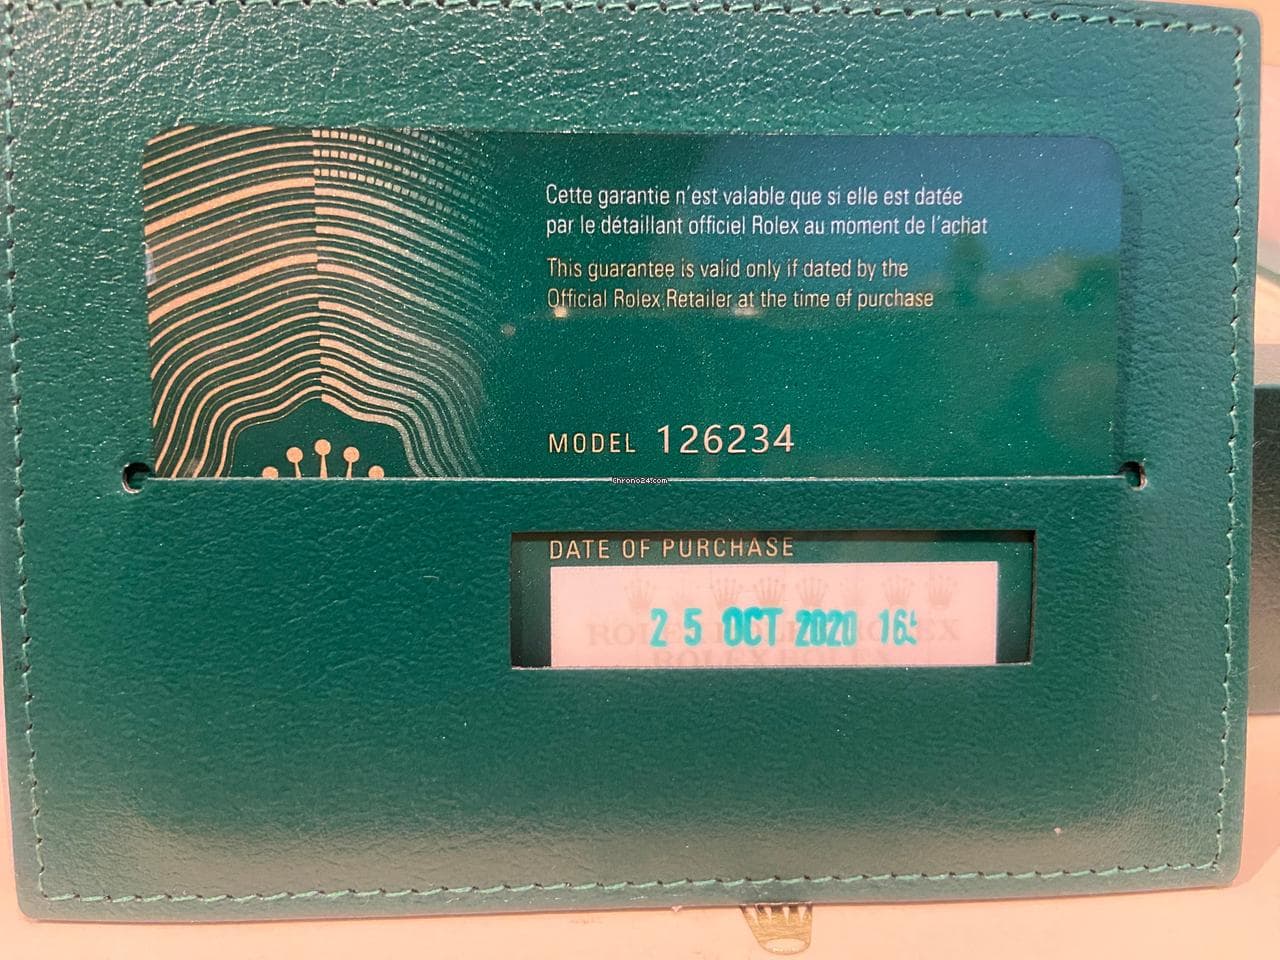 Cette garantie n'est valable que si elle est datée
par le détaillant officiel Rolex au moment de l'achat
This guarantee is valid only if dated by the
Official Rolex Retailer at the time of purchase
MODEL 126234
Chrono24.com
DATE OF PURCHASE
25 OCT 2020
ROLEX